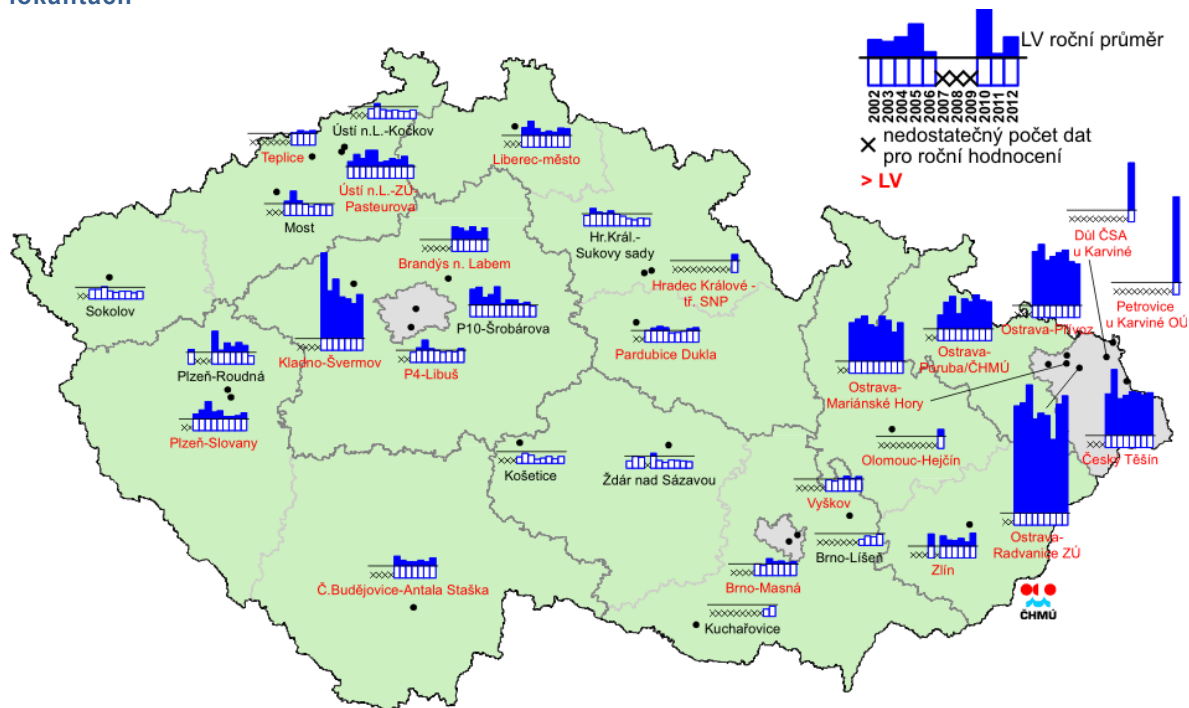 LV roční průměr
2002
2003
2004
2005
2006
2007
2008
2009
2010
2011
2012
nedostatečný počet dat
pro roční hodnocení
> LV
Ústí n.L.-Kočkov
Teplice
Liberec-město
Ústí n.L.-ZÚ-
Pasteurova
Most
Hr.Král.-
Sukovy sady
Důl ČSA
u Karviné
Brandýs n. Labem
Hradec Králové -
tř. SNP
Petrovice
u Karviné OÚ
Sokolov
P10-Šrobárova
Ostrava-Přívoz
Kladno-Švermov
P4-Libuš
Pardubice Dukla
Ostrava-
Poruba/ČHMÚ
Plzeň-Roudná
Ostrava-
Mariánské Hory
Plzeň-Slovany
Olomouc-Hejčín
Český Těšín
Košetice
Žďár nad Sázavou
Vyškov
Ostrava-
Radvanice ZÚ
Brno-Líšeň
Zlín
Č.Budějovice-Antala Staška
Brno-Masná
ČHMÚ
Kuchařovice